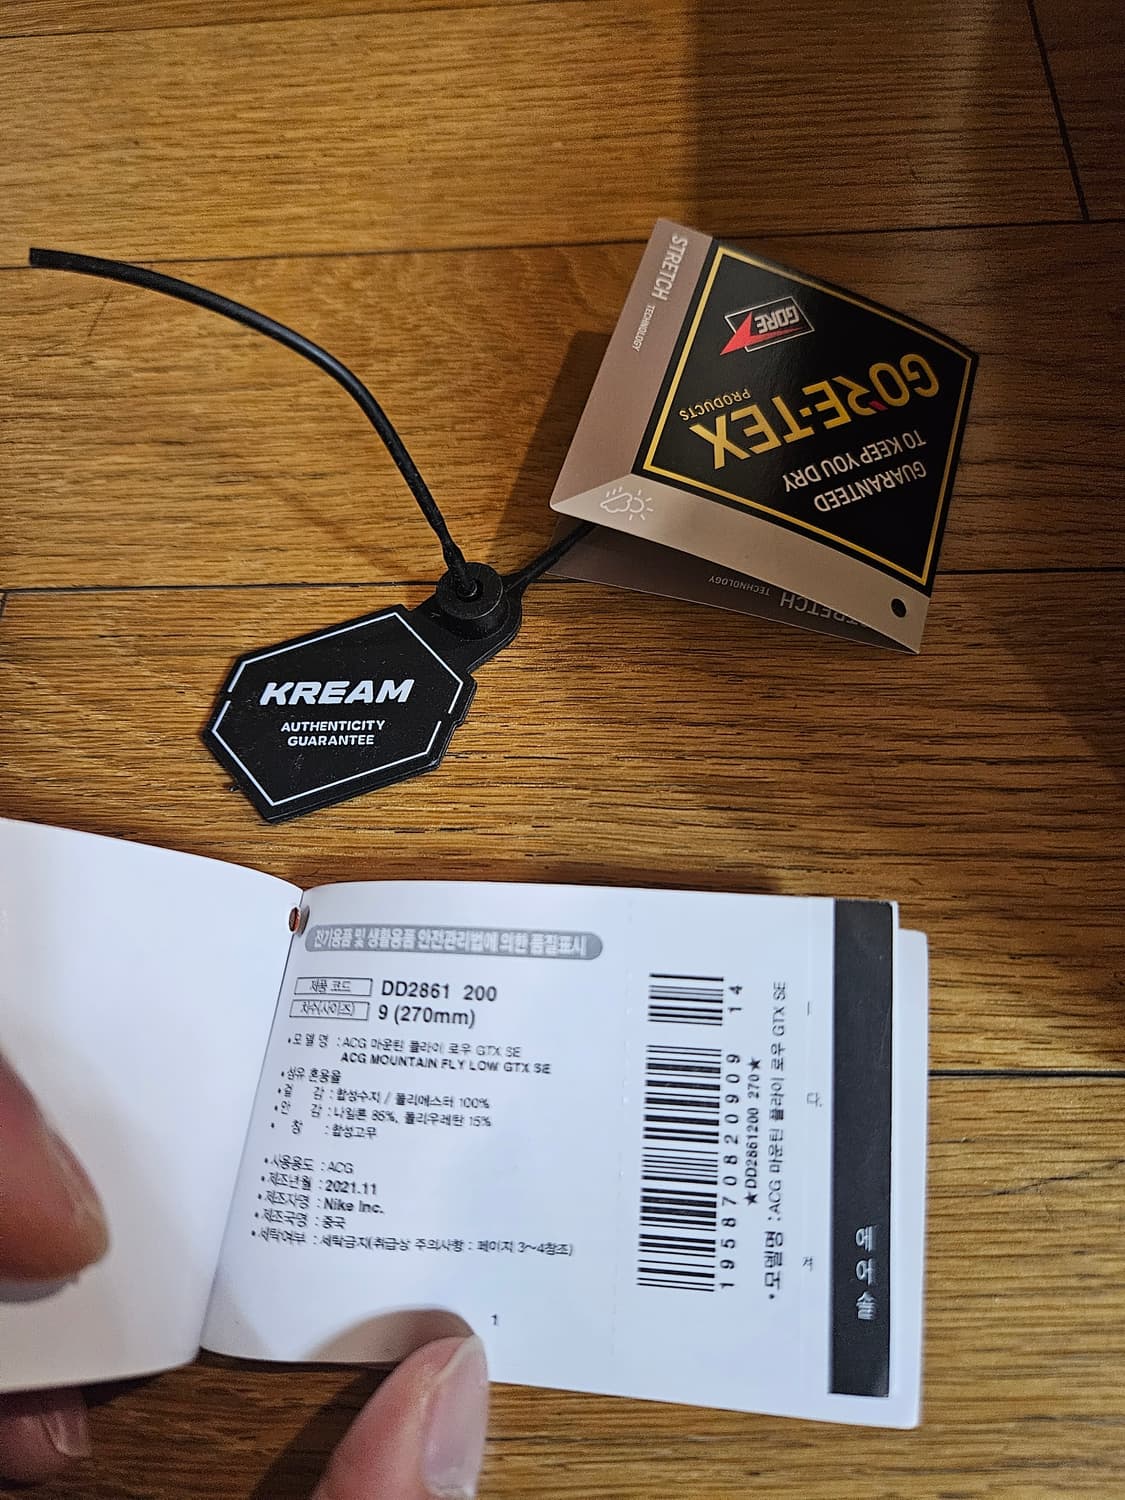 STRETCH TECHNOLOGY
GORE
GORE-TEX
PRODUCTS
GUARANTEED
TO KEEP YOU DRY
STRETCH TECHNOLOGY
KREAM
AUTHENTICITY
GUARANTEE
전기용품 및 생활용품 안전관리법에 의한 품질표시
제품 코드 DD2861 200
치수(사이즈) 9 (270mm)
•모 델 명 : ACG 마운틴 플라이 로우 GTX SE
ACG MOUNTAIN FLY LOW GTX SE
•섬유 혼용율
•겉 감 : 합성수지 / 폴리에스터 100%
•안 감 : 나일론 85%, 폴리우레탄 15%
•창 : 합성고무
•사용용도 : ACG
•제조년월 : 2021.11
•제조자명 : Nike Inc.
•제조국명 : 중국
•세탁여부 : 세탁금지(취급상 주의사항 : 페이지 3~4참조)
1
195870820909 14
★DD2861200 270★
•모델명 : ACG 마운틴 플라이 로우 GTX SE
에어솔